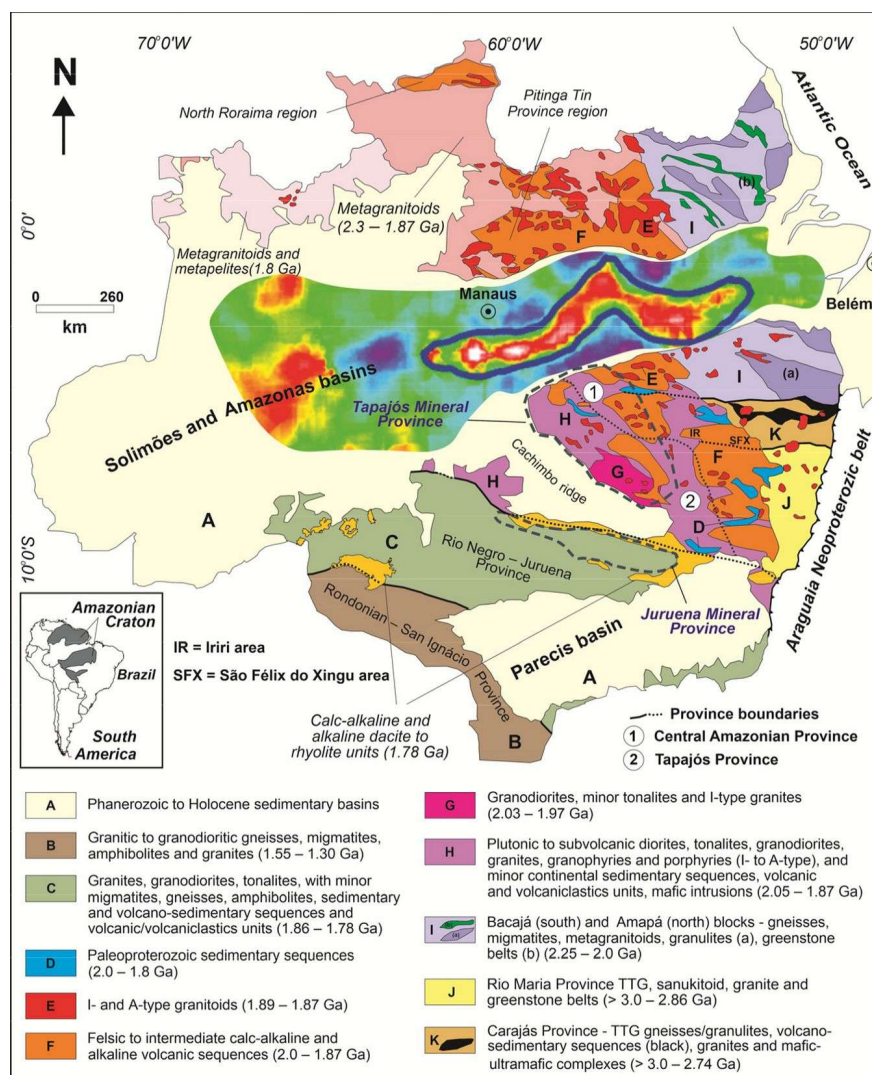 70°0'W
60°0'W
50°0'W
N
North Roraima region
Pitinga Tin
Province region
Atlantic Ocean
(b)
Metagranitoids
(2.3 – 1.87 Ga)
E
I
F
0°0'
Metagranitoids and
metapelites(1.8 Ga)
0
260
km
Manaus
Belém
Solimões and Amazonas basins
Tapajós Mineral
Province
1
E
I
(a)
H
K
IR
SFX
F
G
Cachimbo ridge
H
2
J
D
A
C
Rio Negro – Juruena
Province
10°0'S
Araguaia Neoproterozic belt
Rondonian – San Ignácio
Province
Juruena Mineral
Province
Parecis basin
A
Amazonian
Craton
Brazil
South
America
IR = Iriri area
SFX = São Félix do Xingu area
Calc-alkaline and
alkaline dacite to
rhyolite units (1.78 Ga)
B
Province boundaries
1 Central Amazonian Province
2 Tapajós Province
A Phanerozoic to Holocene sedimentary basins
B Granitic to granodioritic gneisses, migmatites,
amphibolites and granites (1.55 – 1.30 Ga)
C Granites, granodiorites, tonalites, with minor
migmatites, gneisses, amphibolites, sedimentary
and volcano-sedimentary sequences and
volcanic/volcaniclastics units (1.86 – 1.78 Ga)
D Paleoproterozoic sedimentary sequences
(2.0 – 1.8 Ga)
E I- and A-type granitoids (1.89 – 1.87 Ga)
F Felsic to intermediate calc-alkaline and
alkaline volcanic sequences (2.0 – 1.87 Ga)
G Granodiorites, minor tonalites and I-type granites
(2.03 – 1.97 Ga)
H Plutonic to subvolcanic diorites, tonalites, granodiorites,
granites, granophyries and porphyries (I- to A-type), and
minor continental sedimentary sequences, volcanic
and volcaniclastics units, mafic intrusions (2.05 – 1.87 Ga)
I (b) (a) Bacajá (south) and Amapá (north) blocks - gneisses,
migmatites, metagranitoids, granulites (a), greenstone
belts (b) (2.25 – 2.0 Ga)
J Rio Maria Province TTG, sanukitoid, granite and
greenstone belts (> 3.0 – 2.86 Ga)
K Carajás Province - TTG gneisses/granulites, volcano-
sedimentary sequences (black), granites and mafic-
ultramafic complexes (> 3.0 – 2.74 Ga)